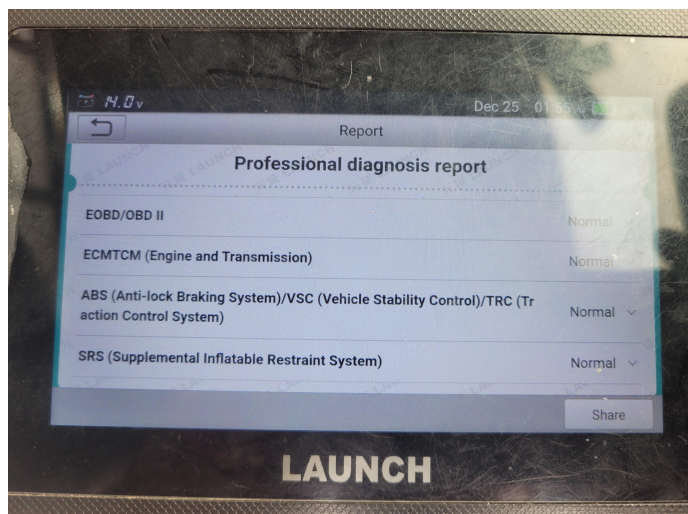 14.0v
Dec 25 01:55
Report
Professional diagnosis report
EOBD/OBD II
Normal
ECMTCM (Engine and Transmission)
Normal
ABS (Anti-lock Braking System)/VSC (Vehicle Stability Control)/TRC (Tr
action Control System)
Normal
SRS (Supplemental Inflatable Restraint System)
Normal
Share
LAUNCH